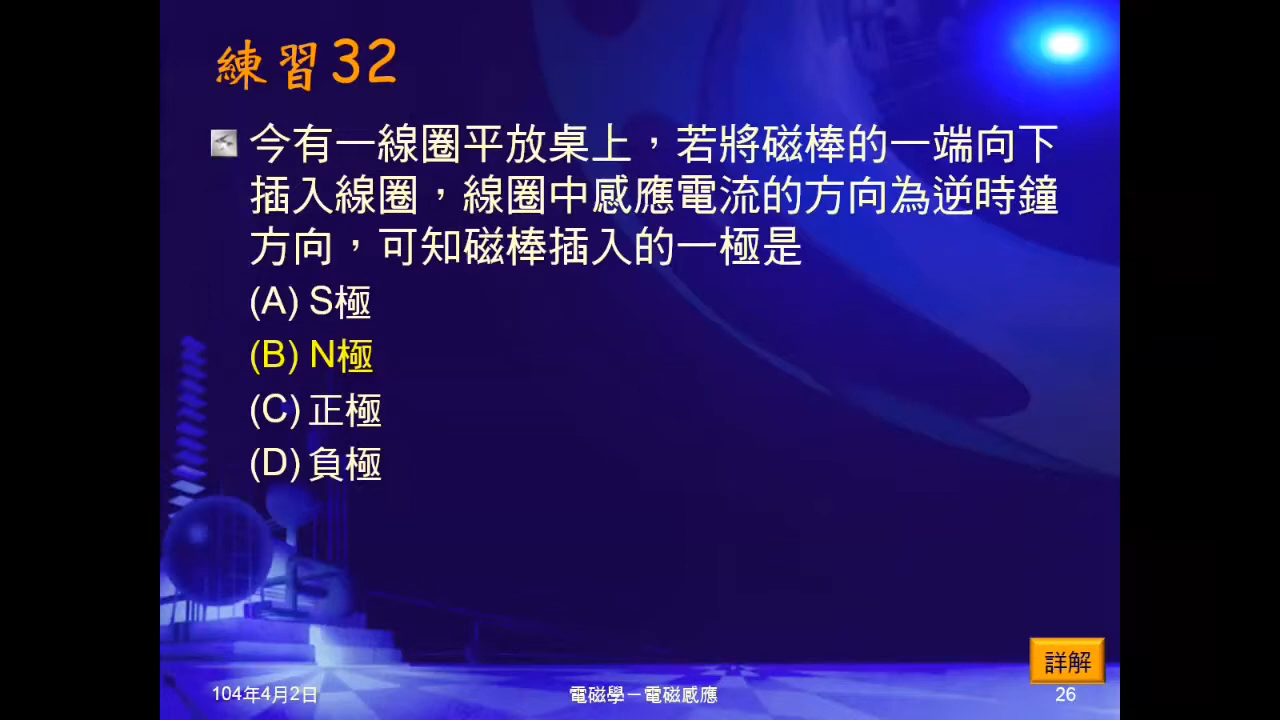 練習32
今有一線圈平放桌上，若將磁棒的一端向下
插入線圈，線圈中感應電流的方向為逆時鐘
方向，可知磁棒插入的一極是
(A) S極
(B) N極
(C) 正極
(D) 負極
詳解
104年4月2日
電磁學－電磁感應
26